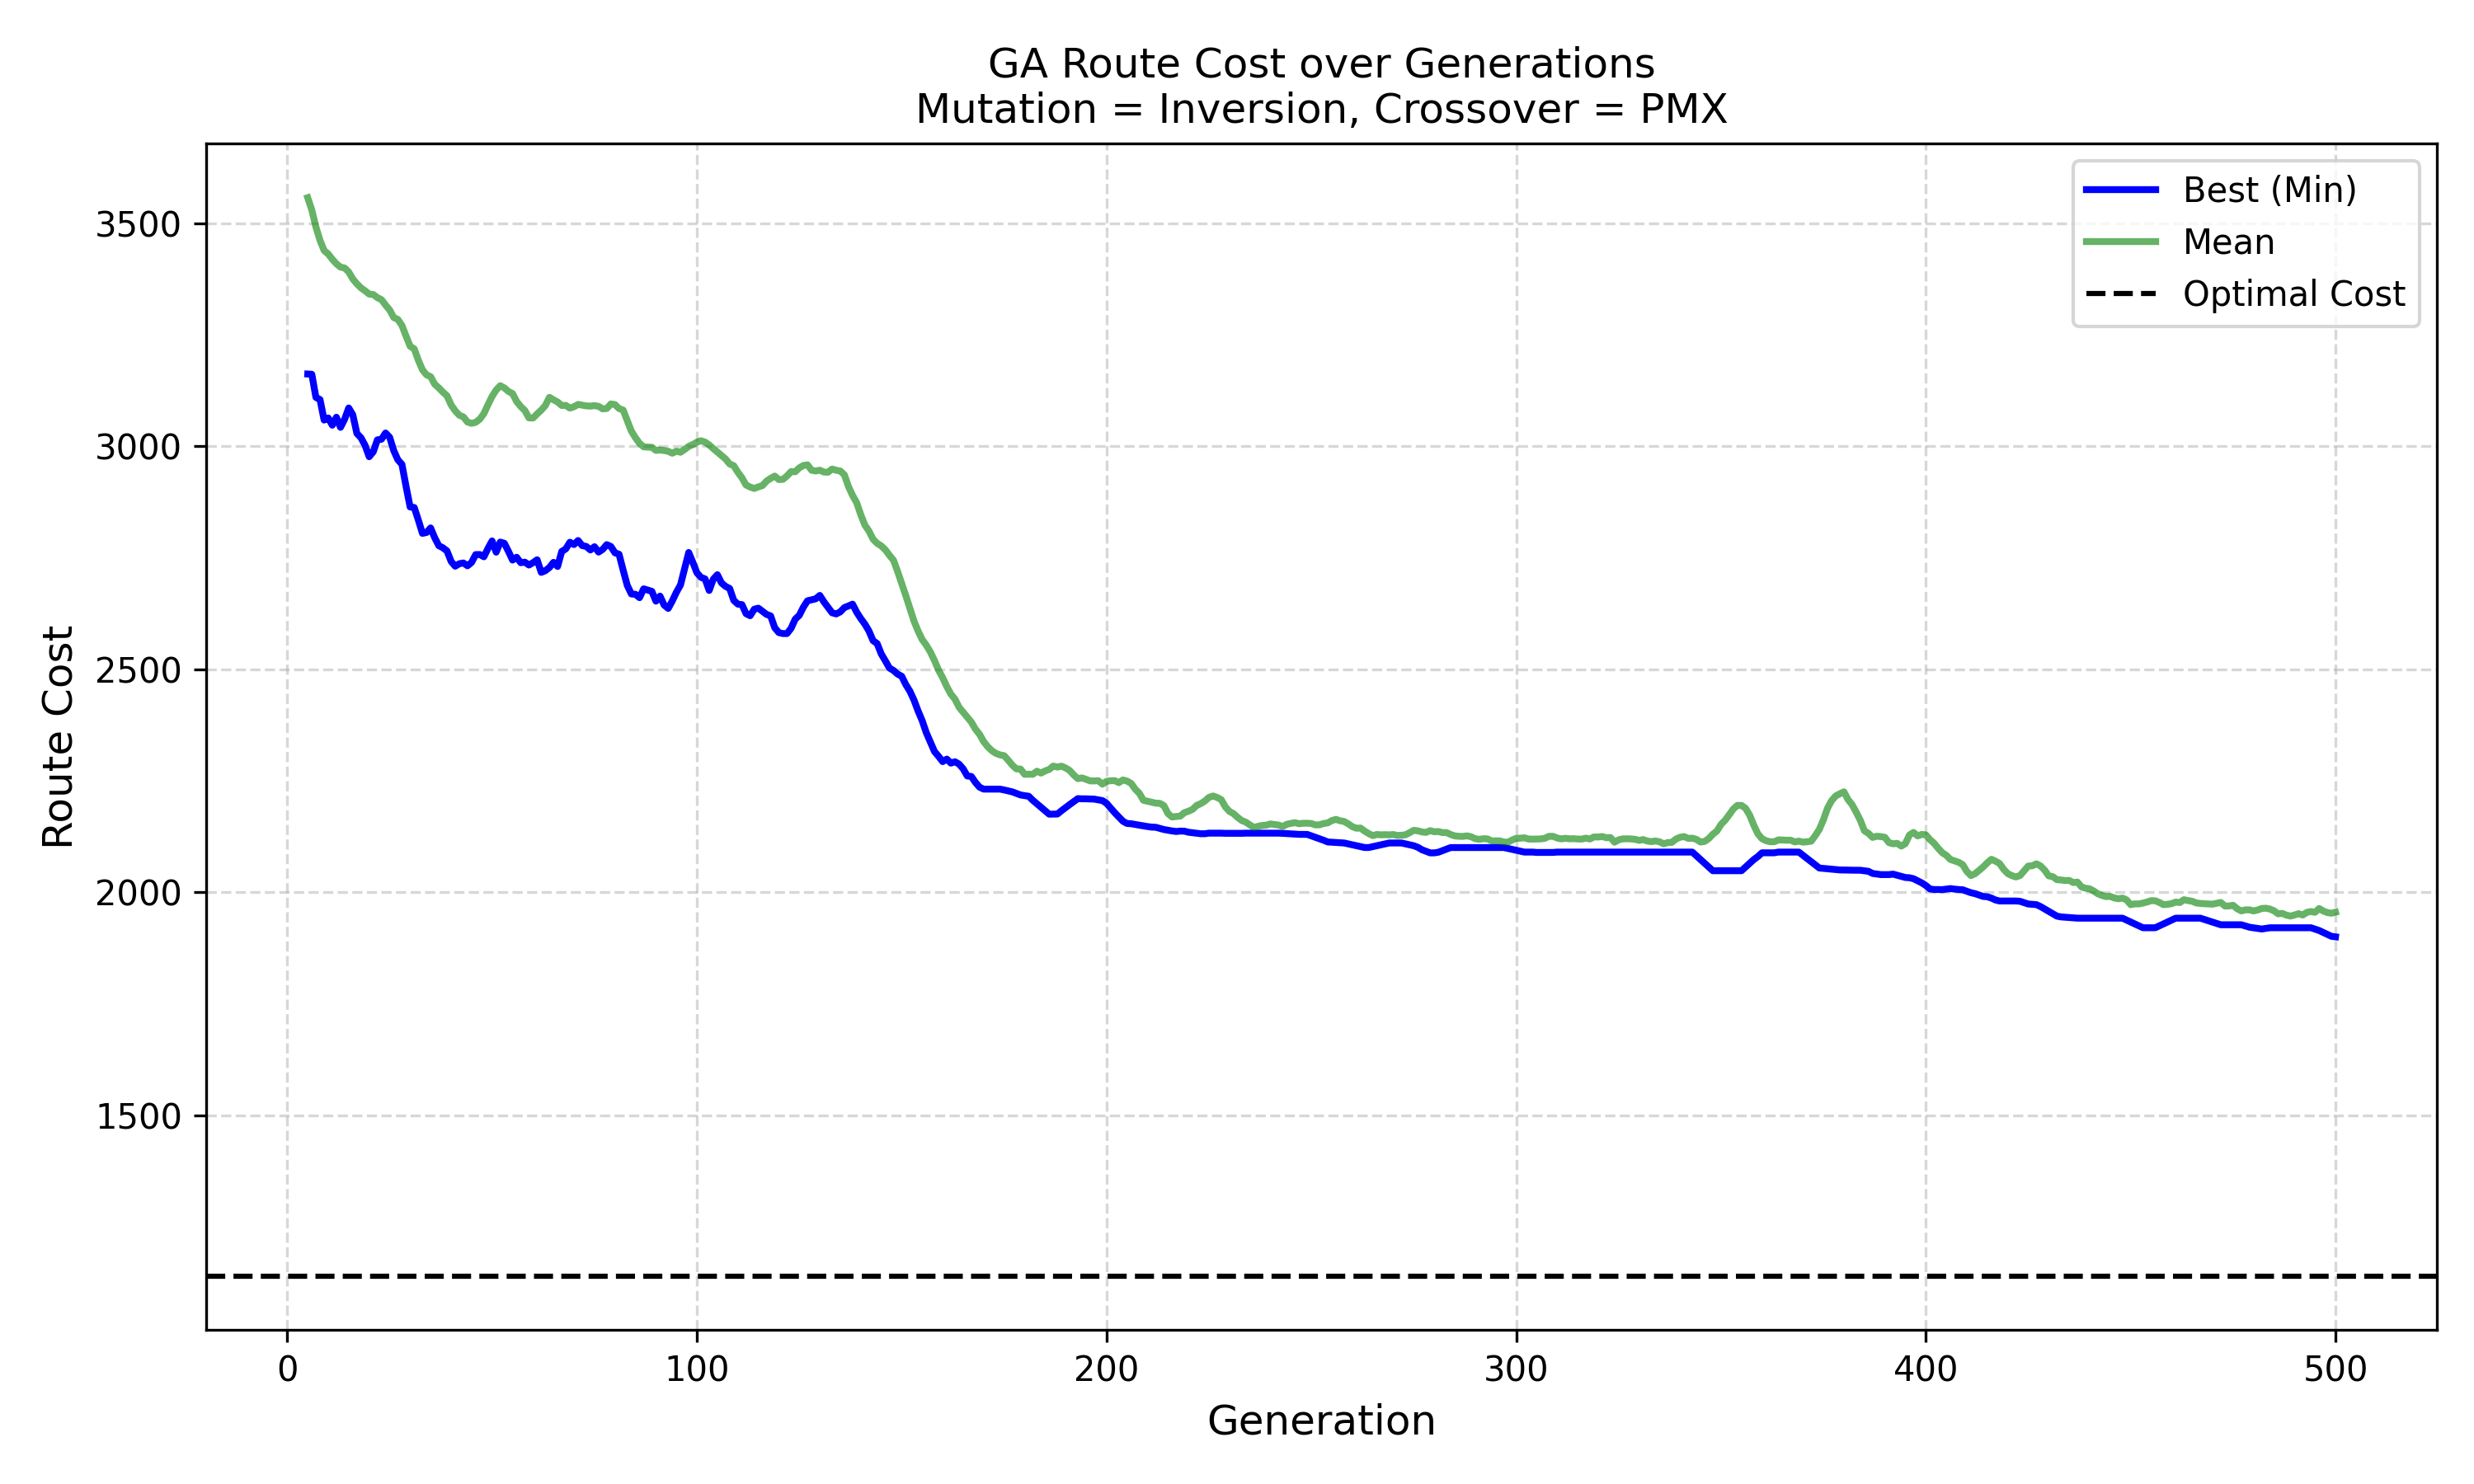 GA Route Cost over Generations
Mutation = Inversion, Crossover = PMX
Best (Min)
Mean
Optimal Cost
Route Cost
3500
3000
2500
2000
1500
0 100 200 300 400 500
Generation